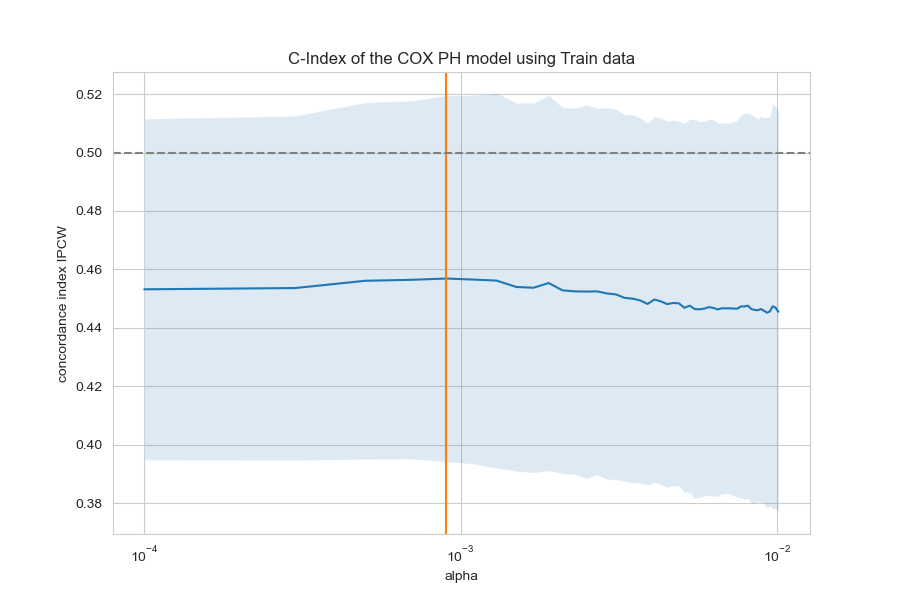 C-Index of the COX PH model using Train data
concordance index IPCW
0.52
0.50
0.48
0.46
0.44
0.42
0.40
0.38
10⁻⁴ 10⁻³ 10⁻²
alpha